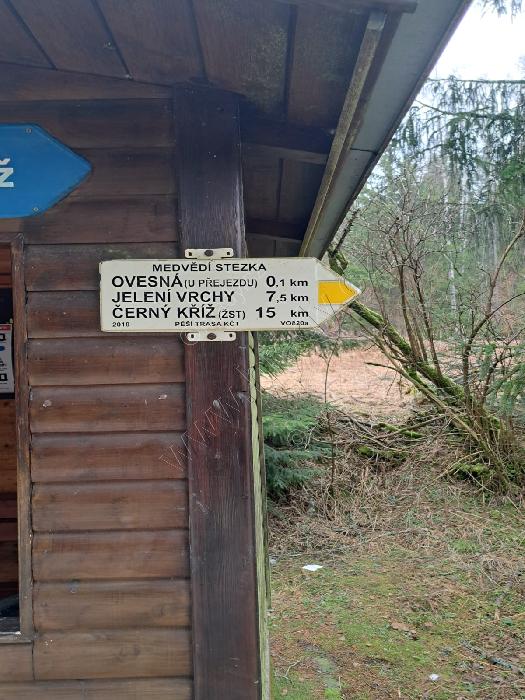 Ž
MEDVĚDÍ STEZKA
OVESNÁ (U PŘEJEZDU) 0,1 km
JELENÍ VRCHY 7,5 km
ČERNÝ KŘÍŽ (ŽST) 15 km
2010 PĚŠÍ TRASA KČT VO820a